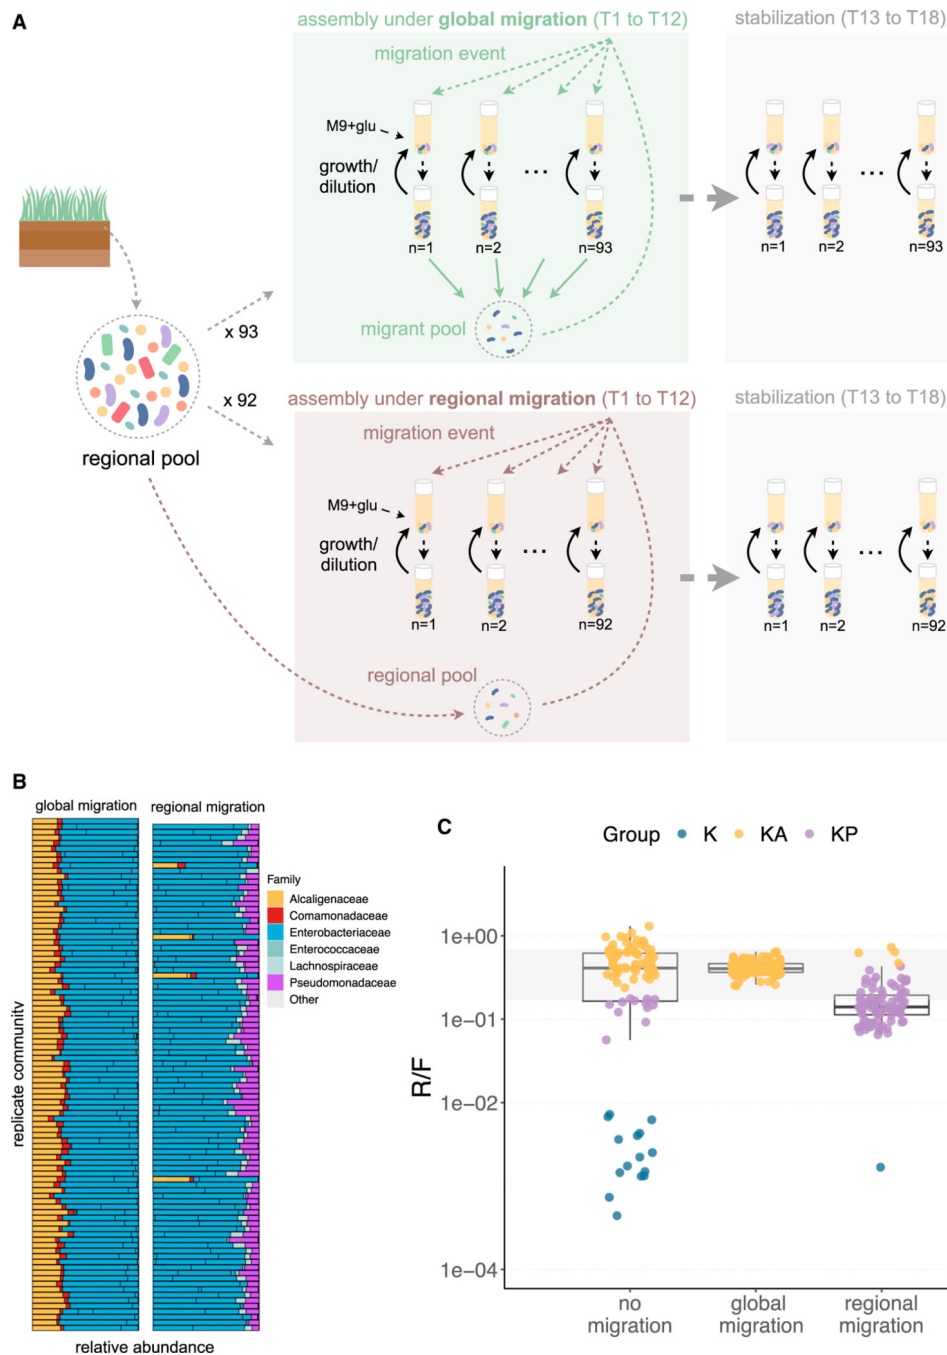 A
assembly under global migration (T1 to T12)
stabilization (T13 to T18)
migration event
M9+glu
growth/
dilution
...
...
n=1
n=2
n=93
n=1
n=2
n=93
x 93
migrant pool
x 92
regional pool
assembly under regional migration (T1 to T12)
stabilization (T13 to T18)
migration event
M9+glu
growth/
dilution
...
...
n=1
n=2
n=92
n=1
n=2
n=92
regional pool
B
global migration
regional migration
replicate community
relative abundance
Family
Alcaligenaceae
Comamonadaceae
Enterobacteriaceae
Enterococcaceae
Lachnospiraceae
Pseudomonadaceae
Other
C
Group
K
KA
KP
R/F
1e+00
1e-01
1e-02
1e-04
no
migration
global
migration
regional
migration